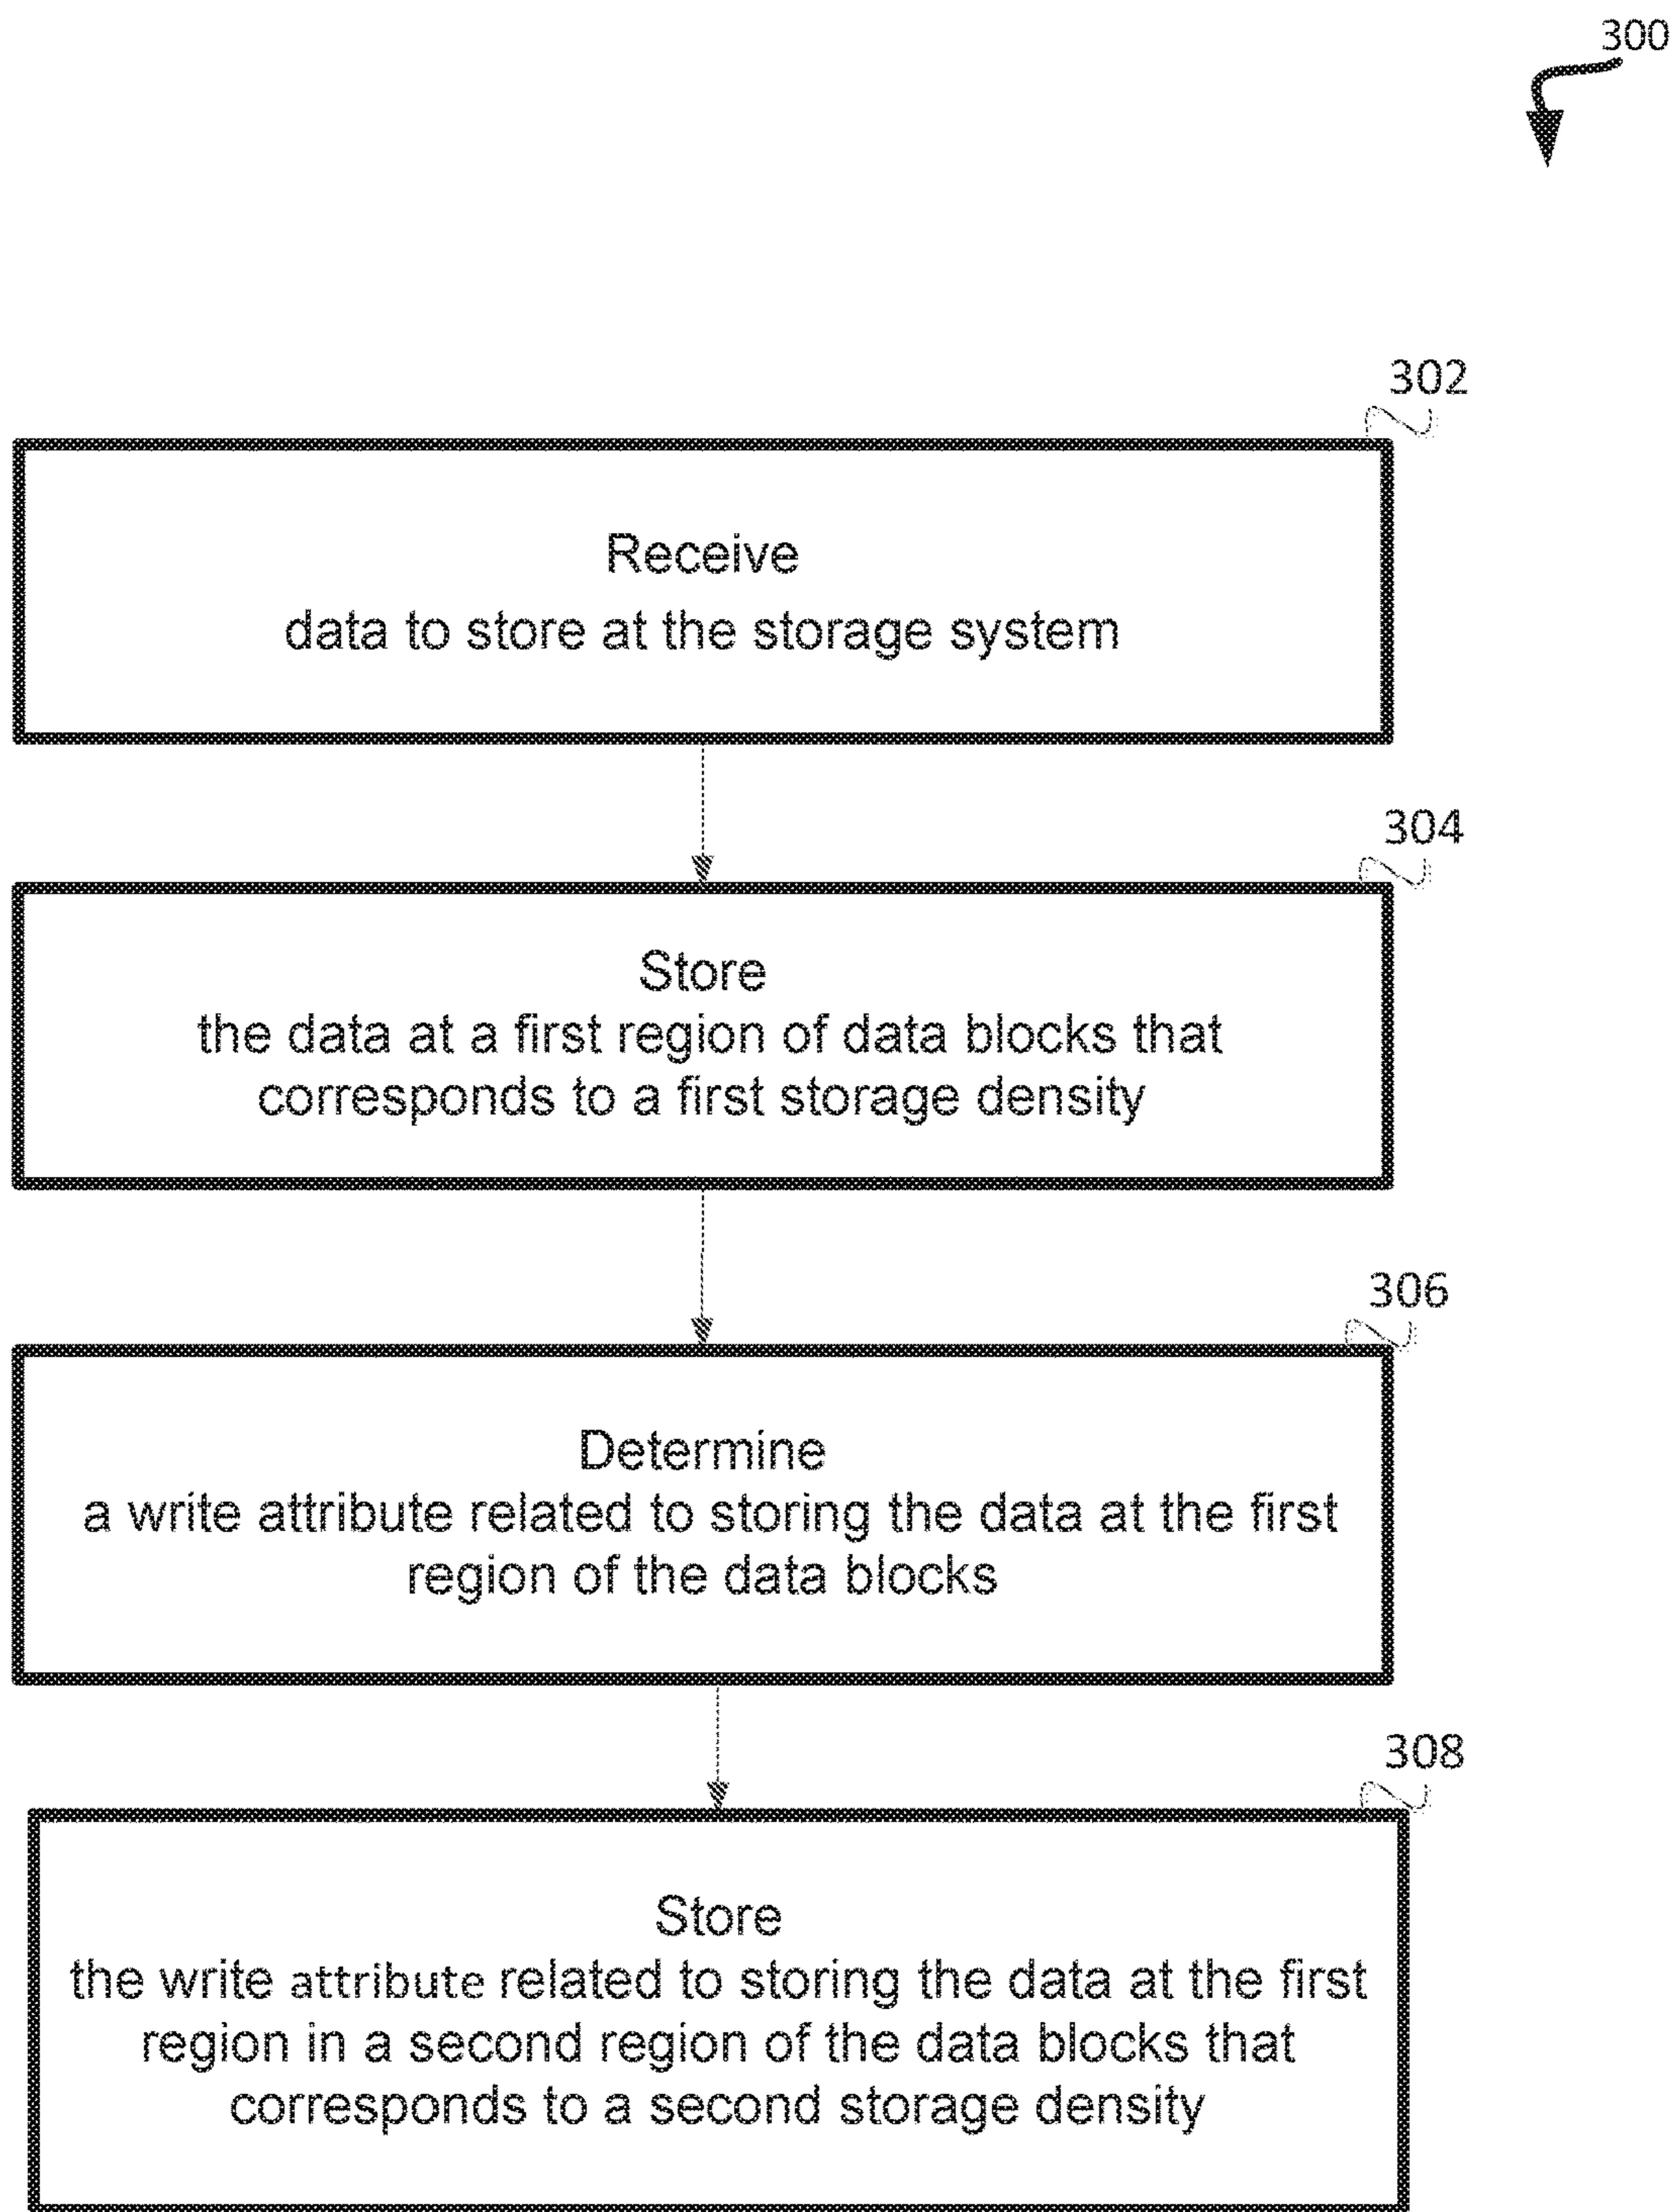 300
302
Receive
data to store at the storage system
304
Store
the data at a first region of data blocks that
corresponds to a first storage density
306
Determine
a write attribute related to storing the data at the first
region of the data blocks
308
Store
the write attribute related to storing the data at the first
region in a second region of the data blocks that
corresponds to a second storage density